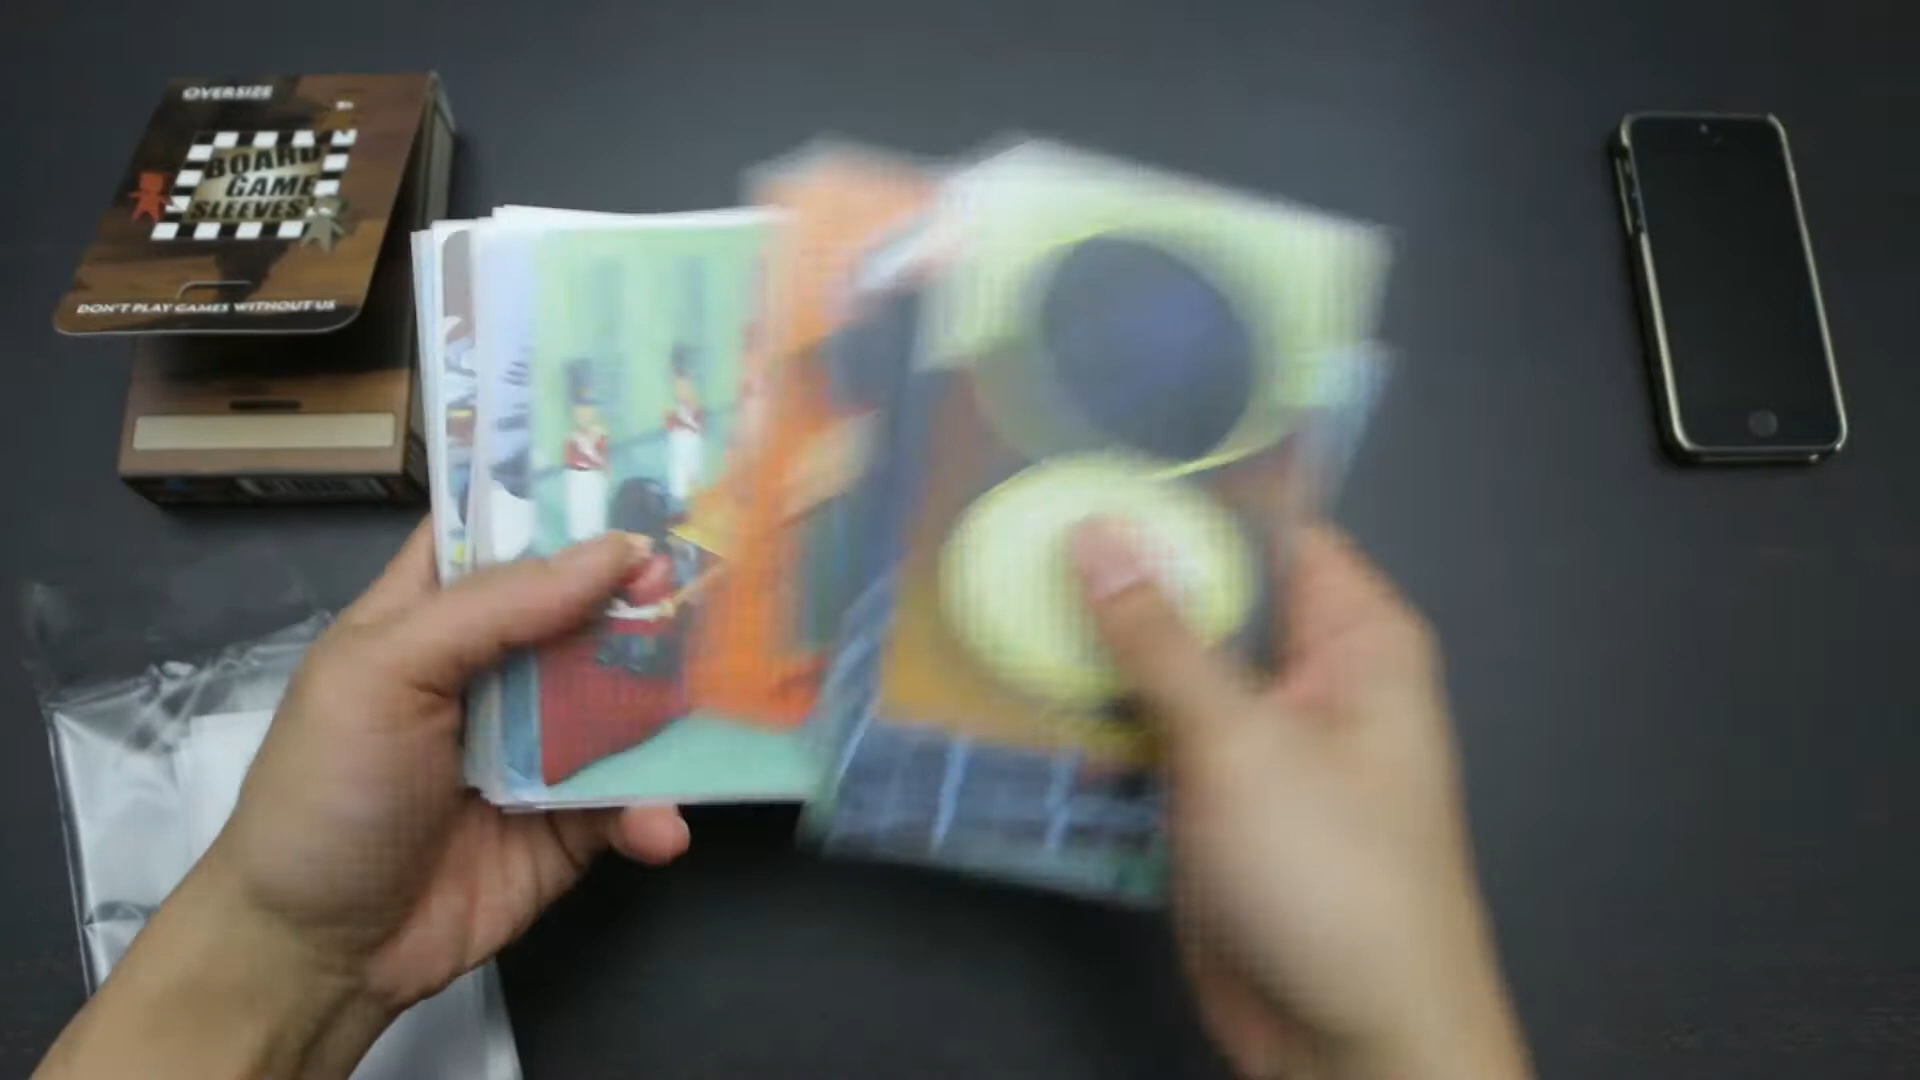 OVERSIZE
BOARD
GAME
SLEEVES
DON'T PLAY GAMES WITHOUT US